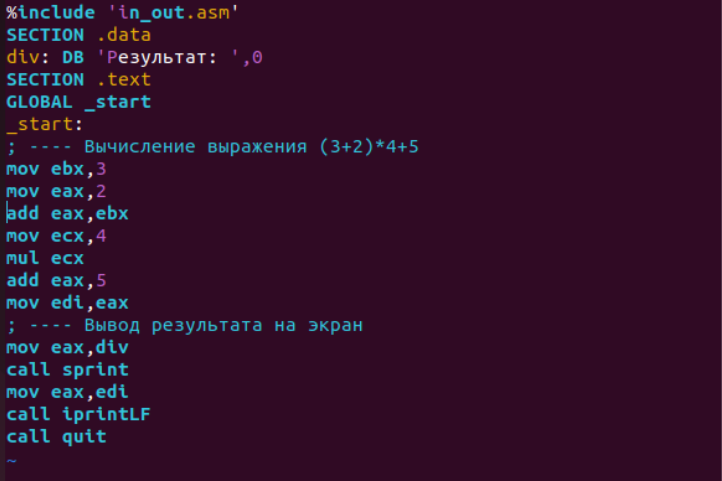 %include 'in_out.asm'
SECTION .data
div: DB 'Результат: ',0
SECTION .text
GLOBAL _start
_start:
; ---- Вычисление выражения (3+2)*4+5
mov ebx,3
mov eax,2
add eax,ebx
mov ecx,4
mul ecx
add eax,5
mov edi,eax
; ---- Вывод результата на экран
mov eax,div
call sprint
mov eax,edi
call iprintLF
call quit
~